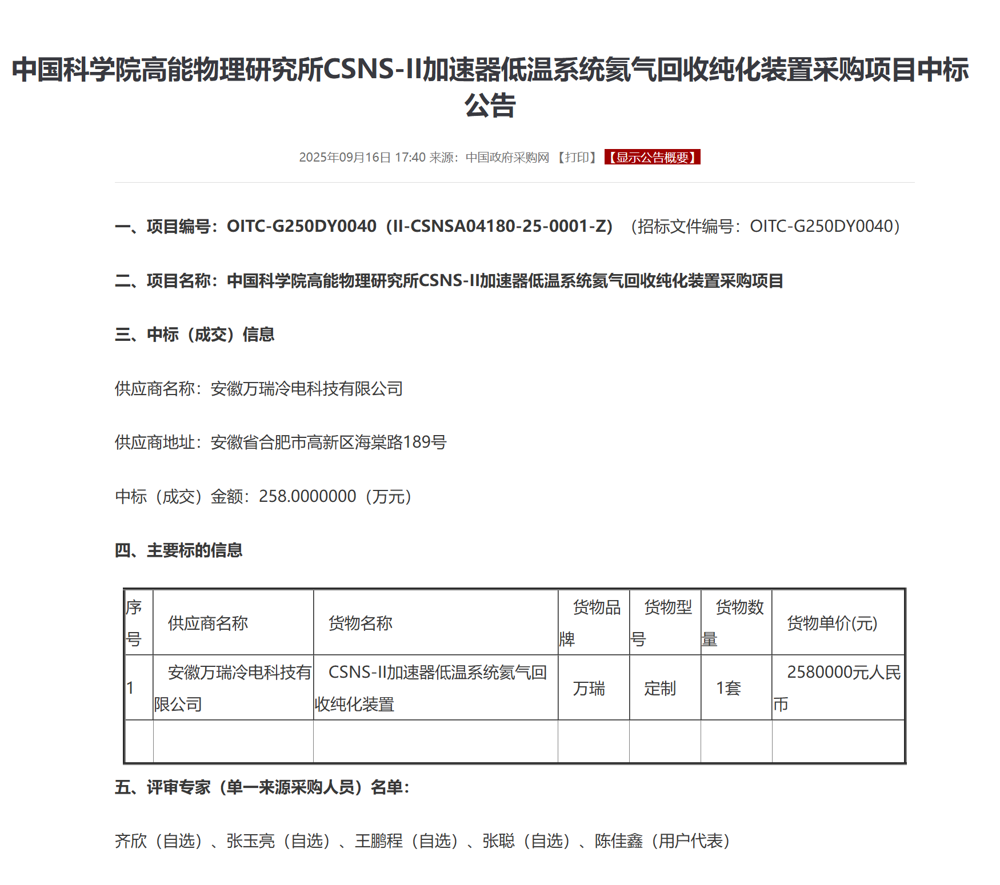 中国科学院高能物理研究所CSNS-II加速器低温系统氦气回收纯化装置采购项目中标
公告
2025年09月16日 17:40 来源：中国政府采购网 【打印】 【显示公告概要】
一、项目编号：OITC-G250DY0040（II-CSNSA04180-25-0001-Z）（招标文件编号：OITC-G250DY0040）
二、项目名称：中国科学院高能物理研究所CSNS-II加速器低温系统氦气回收纯化装置采购项目
三、中标（成交）信息
供应商名称：安徽万瑞冷电科技有限公司
供应商地址：安徽省合肥市高新区海棠路189号
中标（成交）金额：258.0000000（万元）
四、主要标的信息
序号 供应商名称 货物名称 货物品牌 货物型号 货物数量 货物单价(元)
1 安徽万瑞冷电科技有限公司 CSNS-II加速器低温系统氦气回收纯化装置 万瑞 定制 1套 2580000元人民币
五、评审专家（单一来源采购人员）名单：
齐欣（自选）、张玉亮（自选）、王鹏程（自选）、张聪（自选）、陈佳鑫（用户代表）